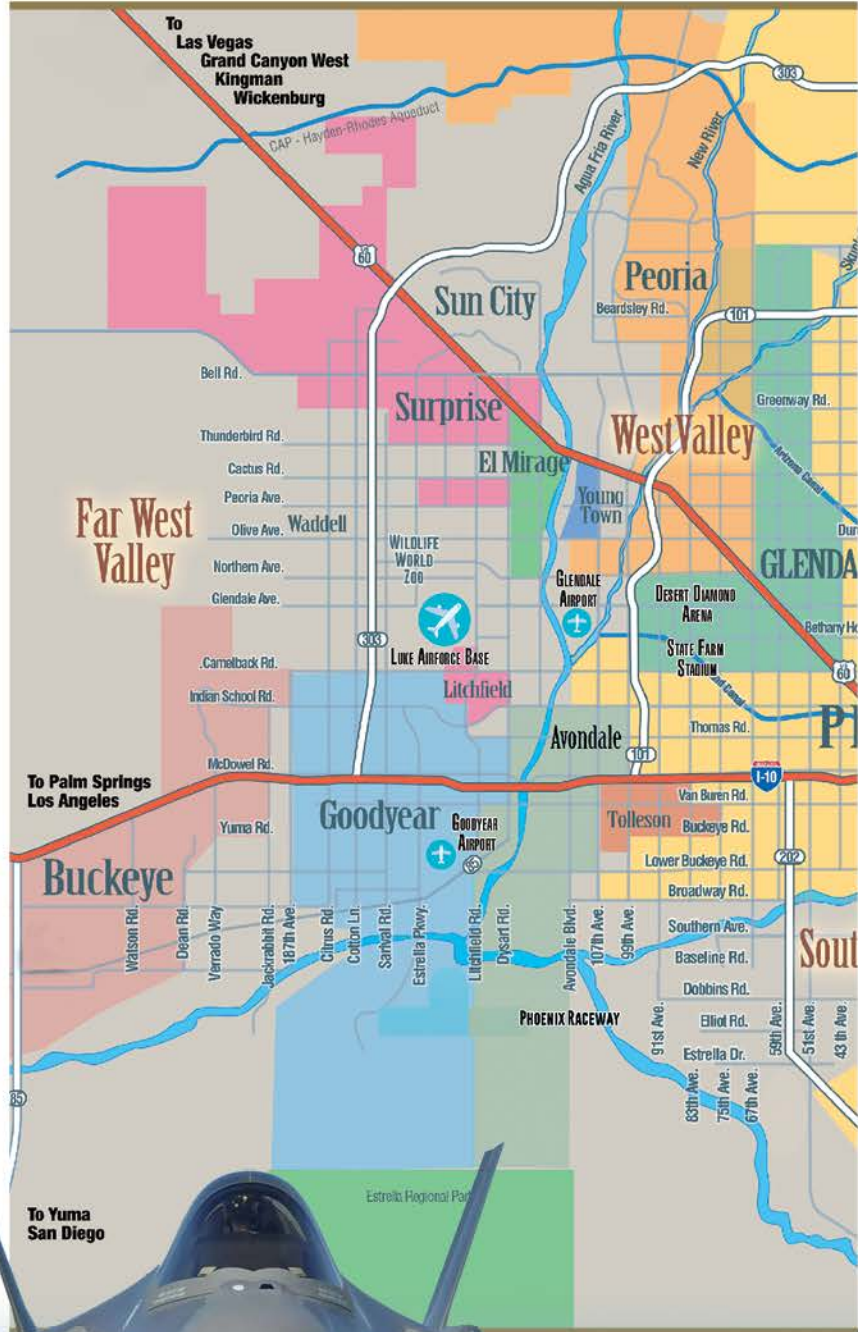 To
Las Vegas
Grand Canyon West
Kingman
Wickenburg
303
CAP - Hayden-Rhodes Aqueduct
Agua Fria River
New River
US
60
Sun City
Peoria
Beardsley Rd.
101
Bell Rd.
Surprise
Greenway Rd.
Thunderbird Rd.
WestValley
El Mirage
Cactus Rd.
Arizona Canal
Peoria Ave.
Young
Town
Far West
Valley
Olive Ave.
Waddell
WILDLIFE
WORLD
ZOO
Northern Ave.
GLENDA
Glendale Ave.
GLENDALE
AIRPORT
DESERT DIAMOND
ARENA
Bethany Ho
303
LUKE AIRFORCE BASE
STATE FARM
STADIUM
.Camelback Rd.
US
60
Indian School Rd.
Litchfield
Thomas Rd.
Avondale
101
McDowel Rd.
I-10
To Palm Springs
Los Angeles
Van Buren Rd.
Goodyear
Yuma Rd.
GOODYEAR
AIRPORT
85
Tolleson
Buckeye Rd.
Lower Buckeye Rd.
202
Buckeye
Broadway Rd.
Watson Rd.
Dean Rd.
Verrado Way
Jackrabbit Rd.
187th Ave.
Citrus Rd.
Cotton Ln.
Sarival Rd.
Estrella Pkwy.
Litchfield Rd.
Dysart Rd.
Avondale Blvd.
107th Ave.
99th Ave.
Southern Ave.
Baseline Rd.
Sout
Dobbins Rd.
PHOENIX RACEWAY
Elliot Rd.
91st Ave.
59th Ave.
51st Ave.
43 th Ave.
Estrella Dr.
83th Ave.
75th Ave.
67th Ave.
85
Estrella Regional Par
To Yuma
San Diego